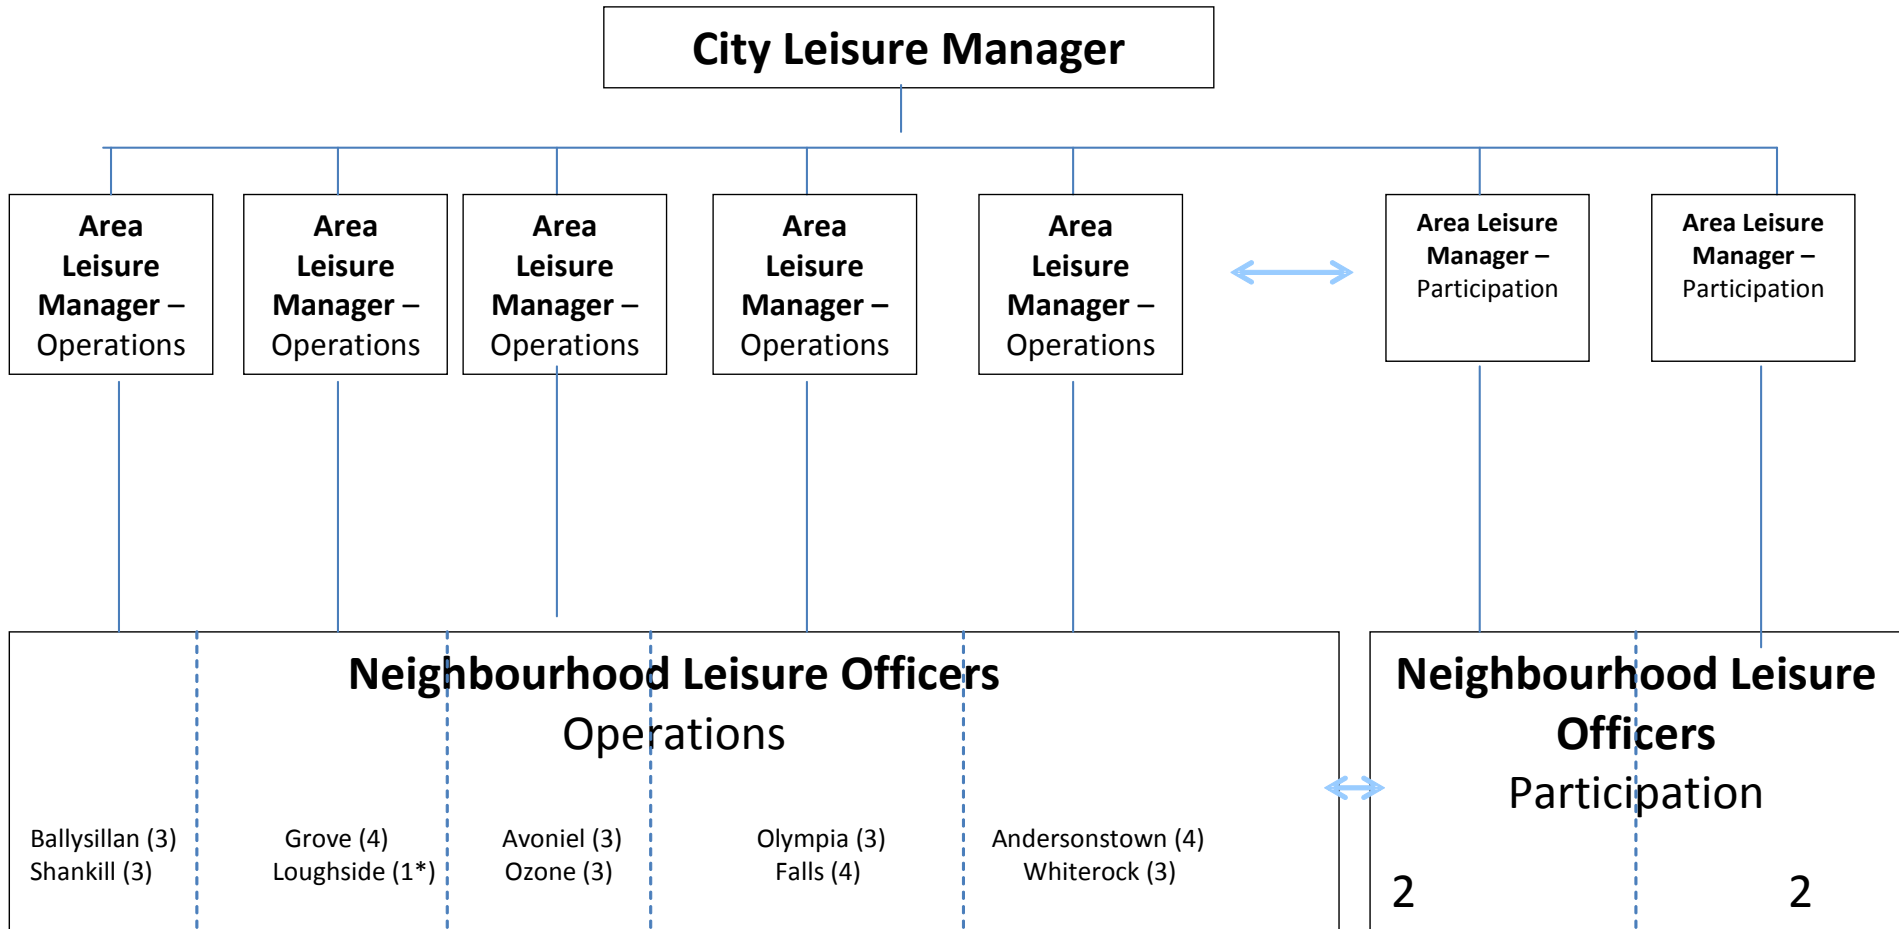 City Leisure Manager
Area
Leisure
Manager –
Operations
Area
Leisure
Manager –
Operations
Area
Leisure
Manager –
Operations
Area
Leisure
Manager –
Operations
Area
Leisure
Manager –
Operations
Area Leisure
Manager –
Participation
Area Leisure
Manager –
Participation
Neighbourhood Leisure Officers
Operations
Ballysillan (3)
Shankill (3)
Grove (4)
Loughside (1*)
Avoniel (3)
Ozone (3)
Olympia (3)
Falls (4)
Andersonstown (4)
Whiterock (3)
Neighbourhood Leisure
Officers
Participation
2
2